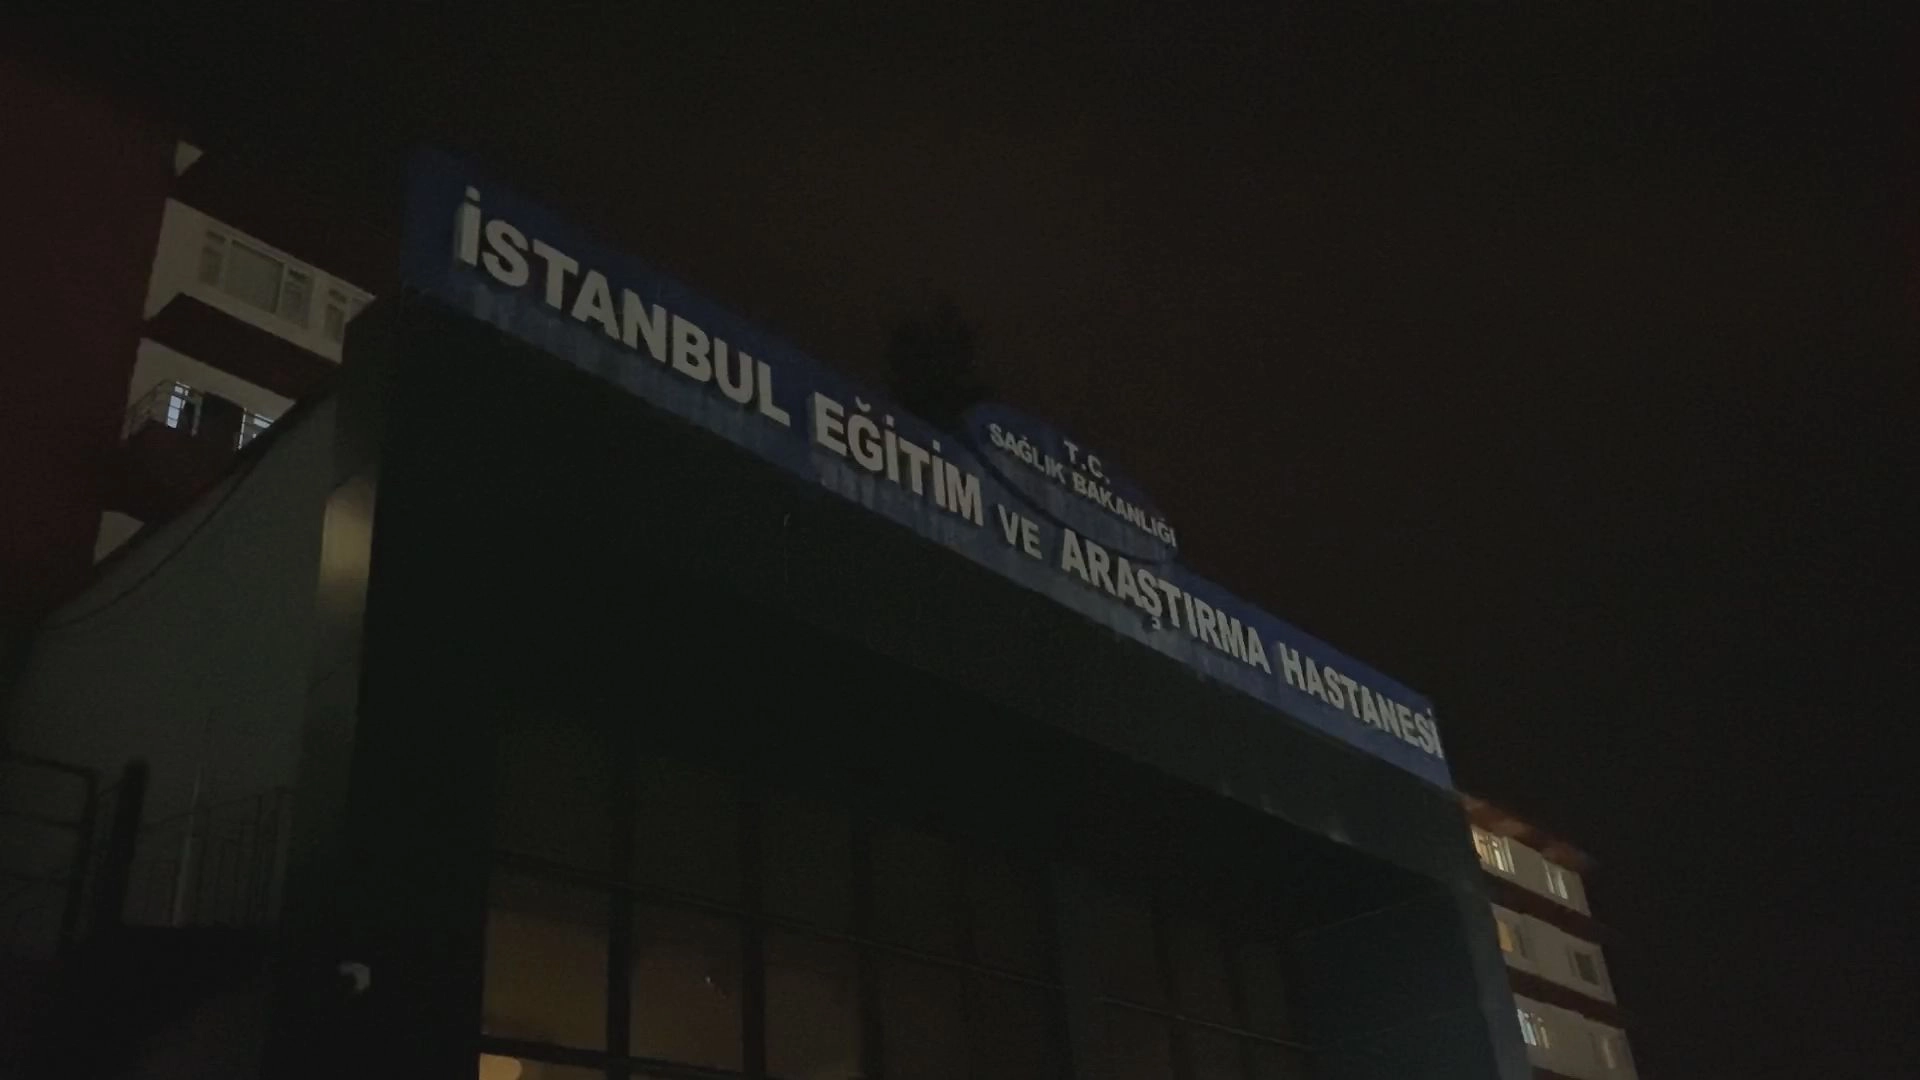 T.C.
SAĞLIK BAKANLIĞI
İSTANBUL EĞİTİM VE ARAŞTIRMA HASTANESİ